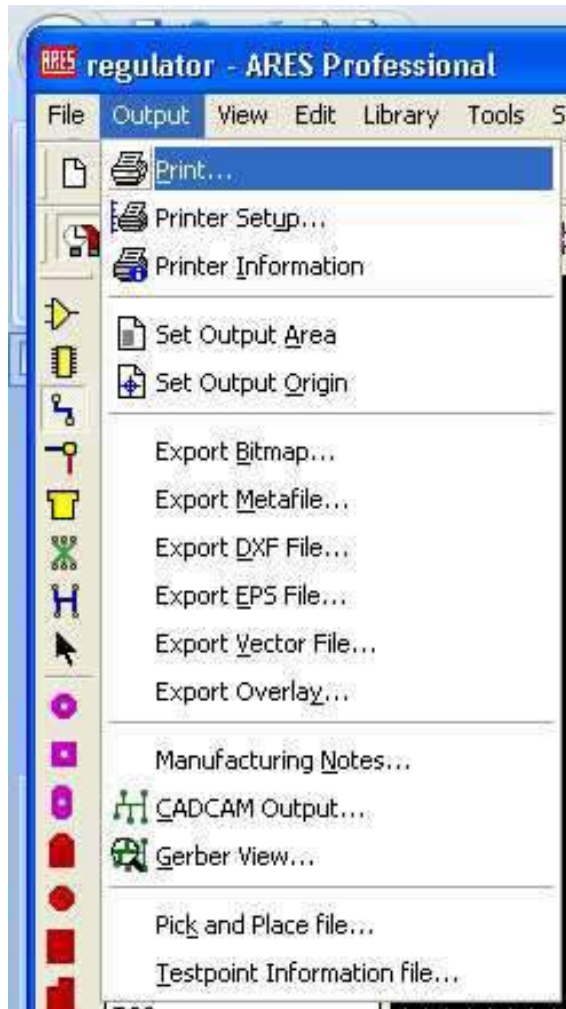 ARES regulator - ARES Professional
File Output View Edit Library Tools S
Print...
Printer Setup...
Printer Information
Set Output Area
Set Output Origin
Export Bitmap...
Export Metafile...
Export DXF File...
Export EPS File...
Export Vector File...
Export Overlay...
Manufacturing Notes...
CADCAM Output...
Gerber View...
Pick and Place file...
Testpoint Information file...